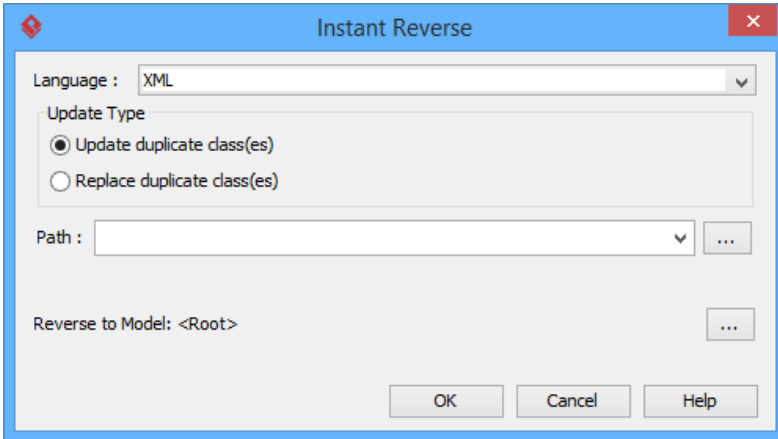 Instant Reverse
Language : XML
Update Type
Update duplicate class(es)
Replace duplicate class(es)
Path : ...
Reverse to Model: <Root> ...
OK Cancel Help